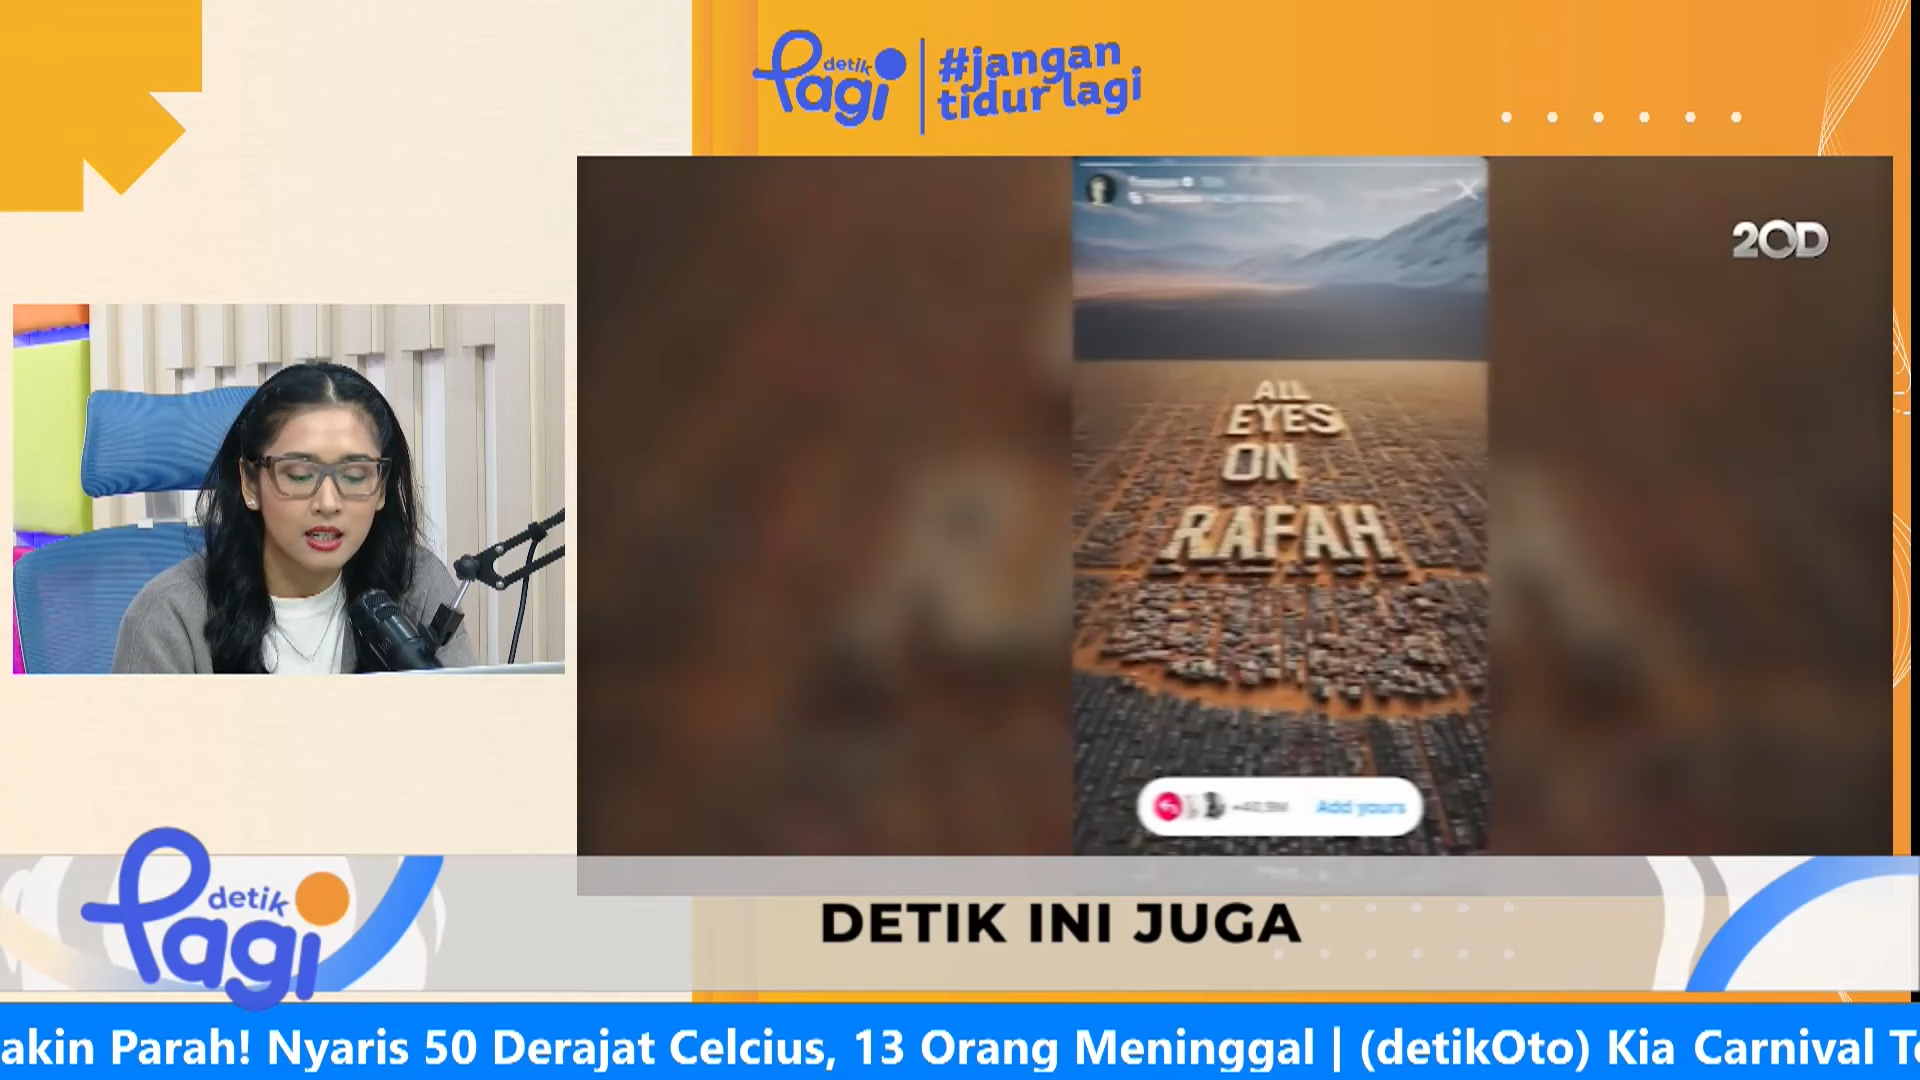 detik
Pagi
#jangan
tidur lagi
20D
ALL
EYES
ON
RAFAH
Add yours
detik
Pagi
DETIK INI JUGA
akin Parah! Nyaris 50 Derajat Celcius, 13 Orang Meninggal | (detikOto) Kia Carnival Te